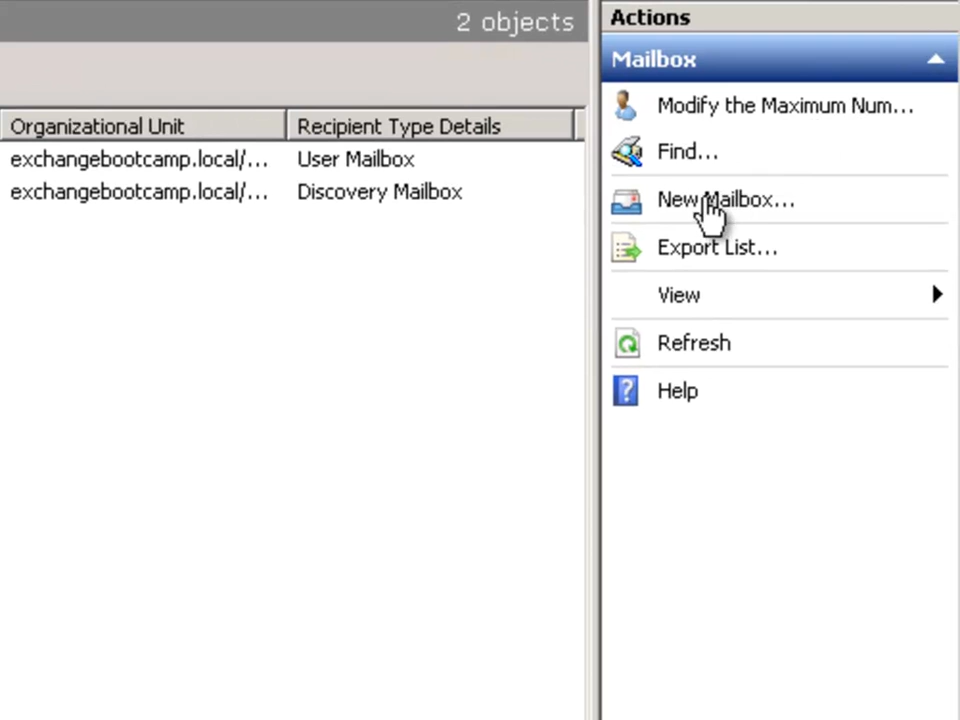 2 objects
Actions
Mailbox
Modify the Maximum Num...
Find...
Organizational Unit
Recipient Type Details
exchangebootcamp.local/...
User Mailbox
exchangebootcamp.local/...
Discovery Mailbox
New Mailbox...
Export List...
View
Refresh
Help